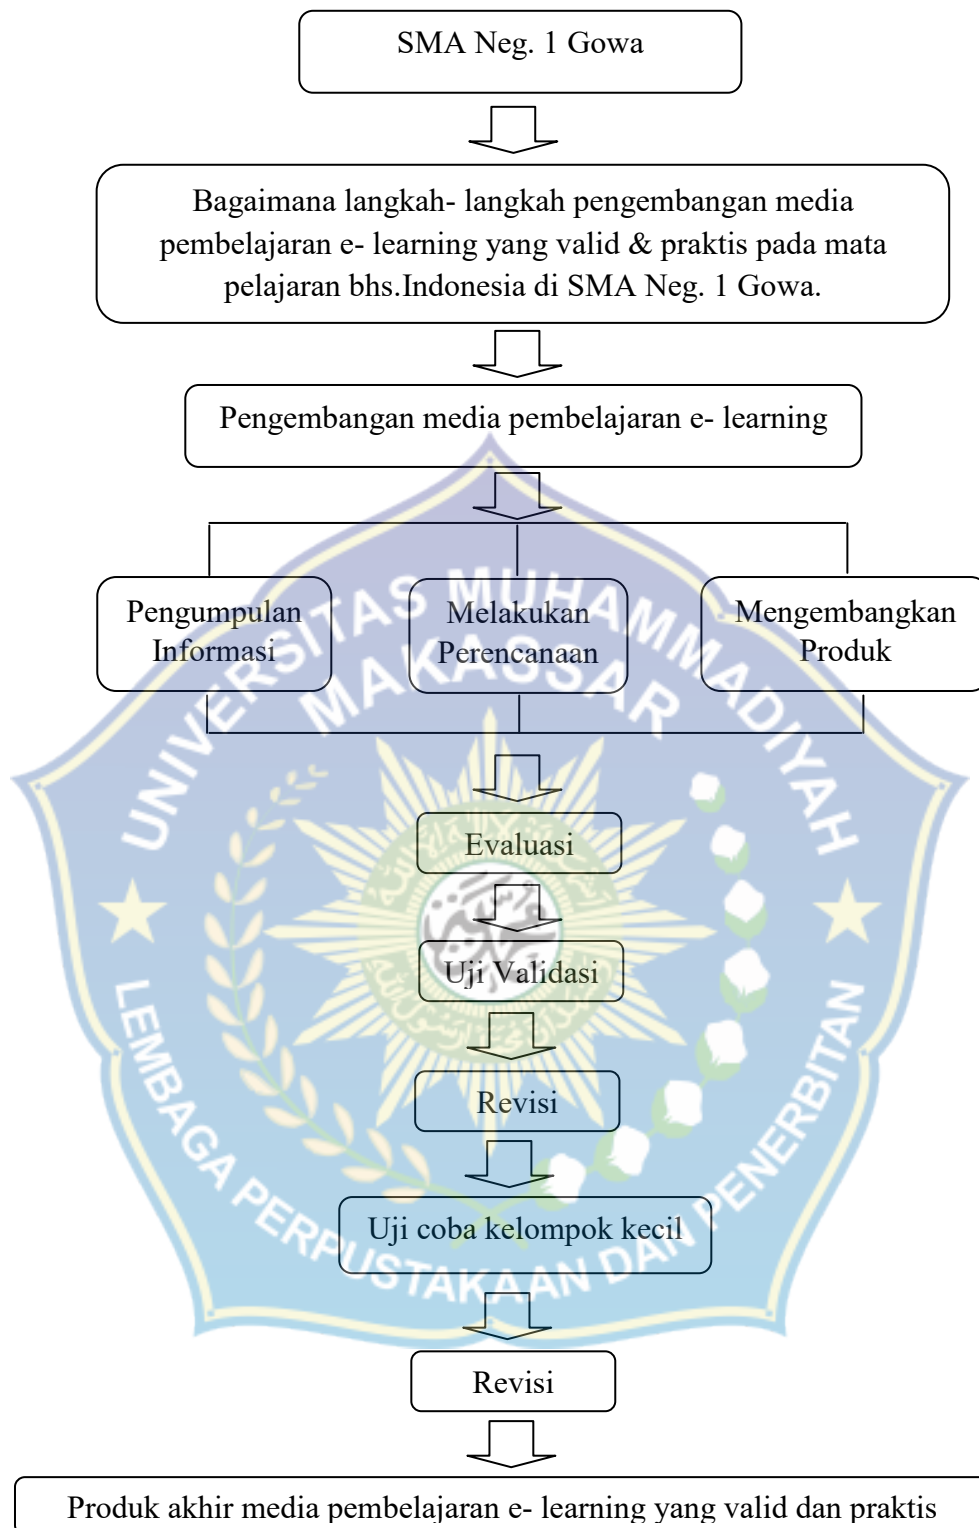 SMA Neg. 1 Gowa
Bagaimana langkah- langkah pengembangan media
pembelajaran e- learning yang valid & praktis pada mata
pelajaran bhs.Indonesia di SMA Neg. 1 Gowa.
Pengembangan media pembelajaran e- learning
Pengumpulan
Informasi
Melakukan
Perencanaan
Mengembangkan
Produk
UNIVERSITAS MUHAMMADIYAH
MAKASSAR
Evaluasi
Uji Validasi
Revisi
Uji coba kelompok kecil
LEMBAGA PERPUSTAKAAN DAN PENERBITAN
Revisi
Produk akhir media pembelajaran e- learning yang valid dan praktis